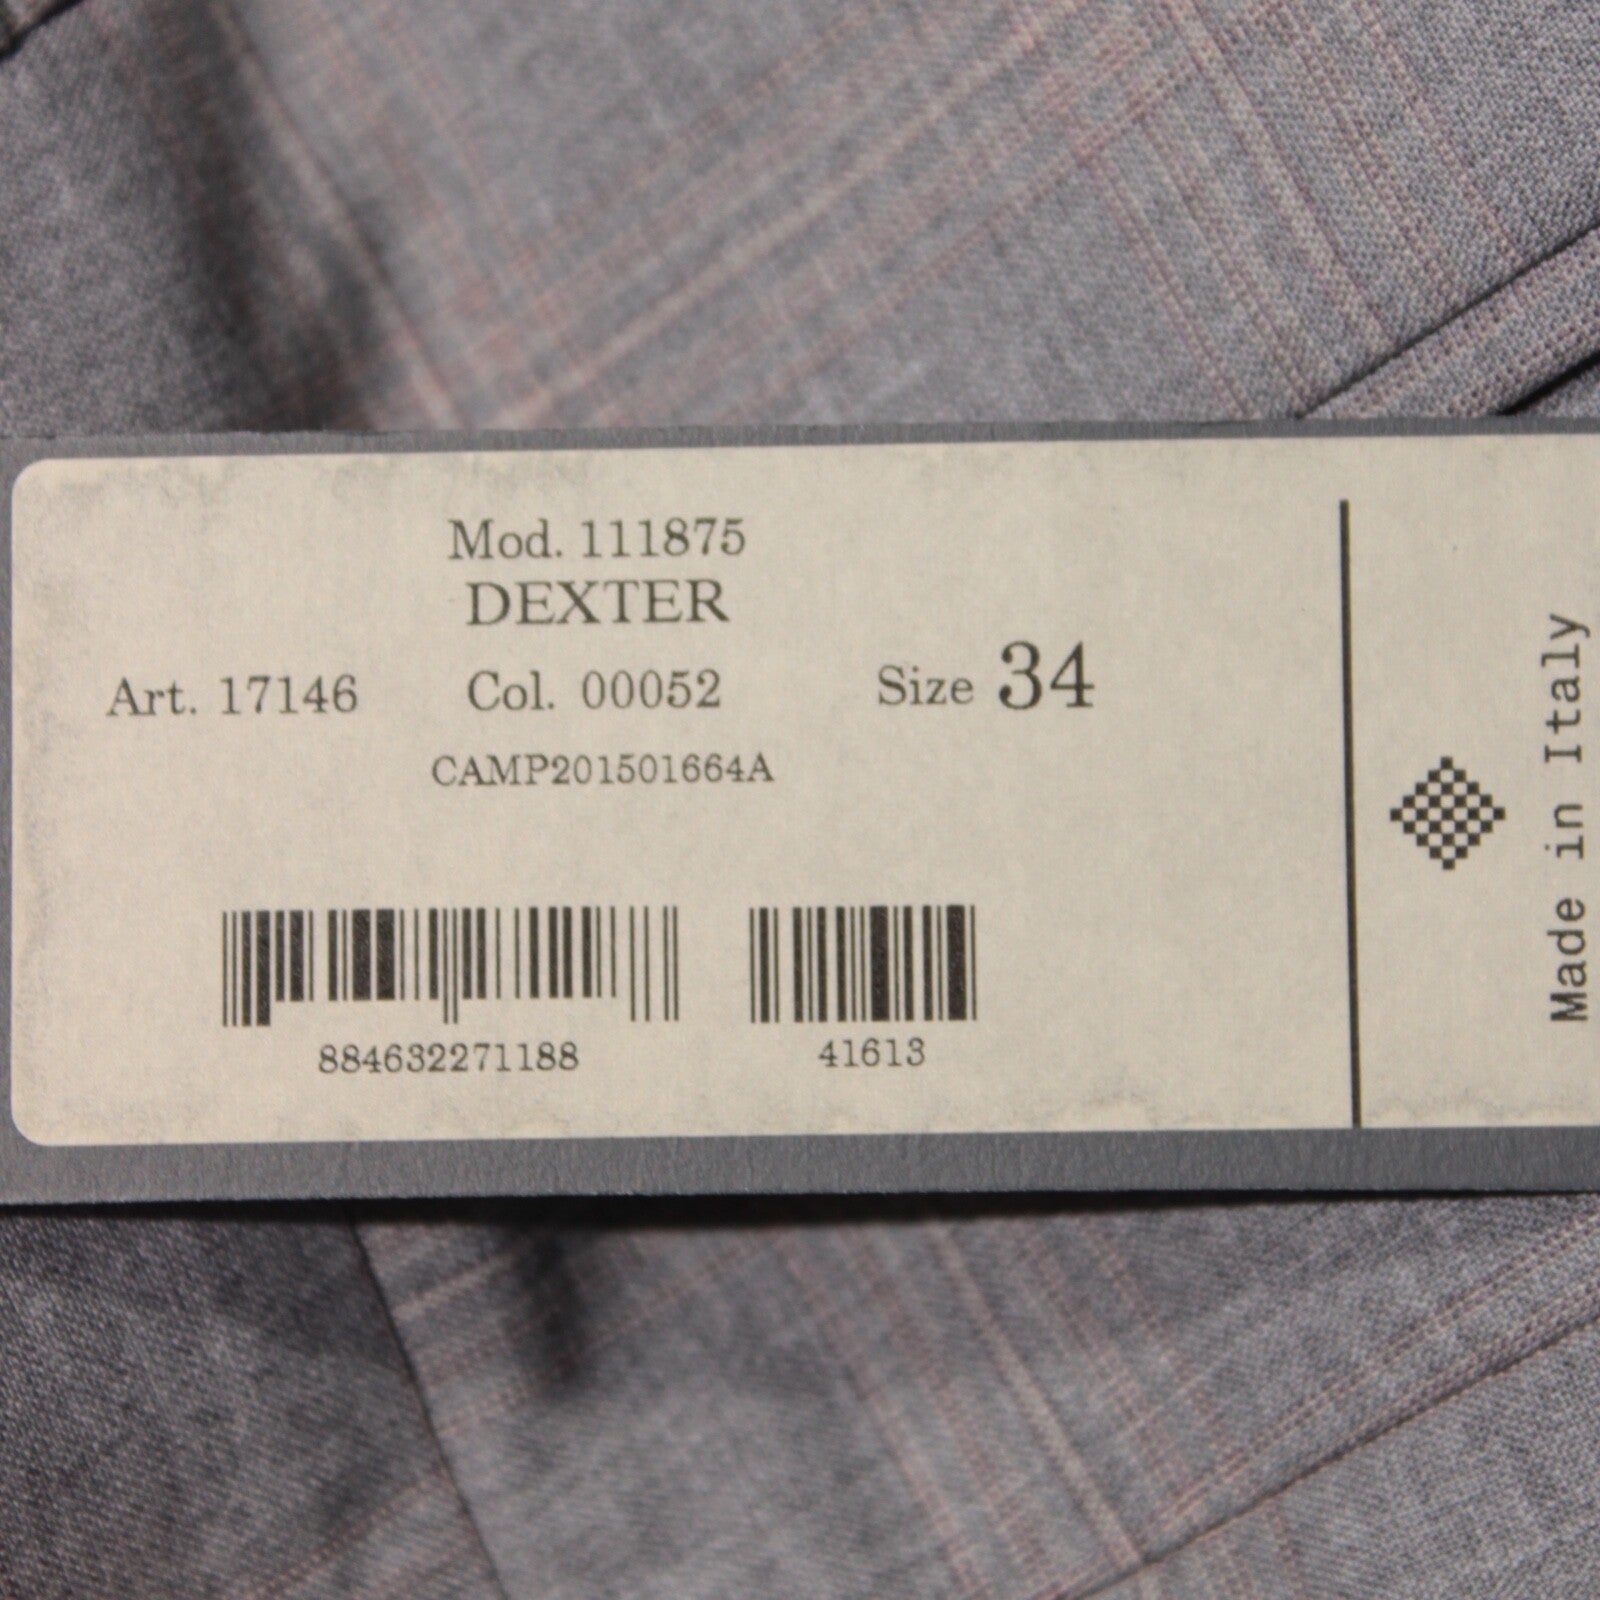 Mod. 111875
DEXTER
Art. 17146 Col. 00052 Size 34
CAMP201501664A
884632271188 41613
Made in Italy